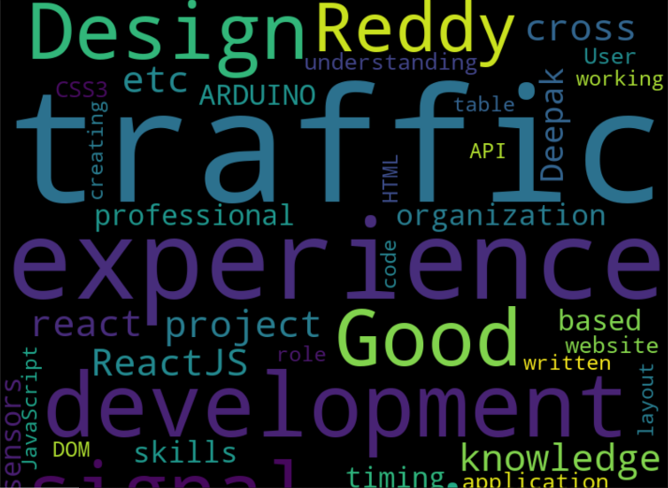 Design
Reddy
cross
understanding
User
CSS3
etc
ARDUINO
working
creating
traffic
table
Deepak
API
HTML
professional
organization
experience
code
react
project
Good
based
website
ReactJS
role
written
JavaScript
development
layout
sensors
DOM
skills
knowledge
signal
timing.
application